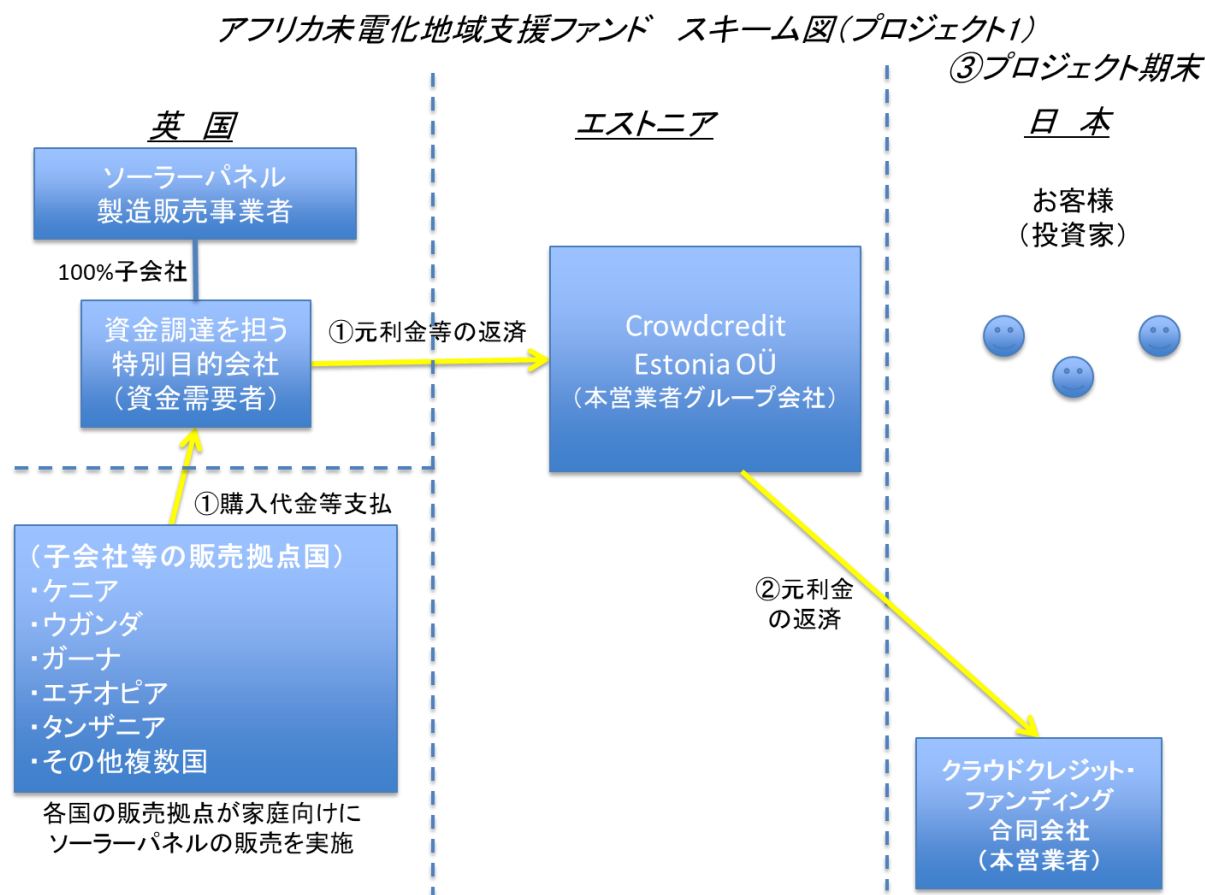 アフリカ未電化地域支援ファンド　スキーム図(プロジェクト1)
③プロジェクト期末
英　国
ソーラーパネル
製造販売事業者
100%子会社
資金調達を担う
特別目的会社
（資金需要者）
①元利金等の返済
①購入代金等支払
（子会社等の販売拠点国）
・ケニア
・ウガンダ
・ガーナ
・エチオピア
・タンザニア
・その他複数国
各国の販売拠点が家庭向けに
ソーラーパネルの販売を実施
エストニア
Crowdcredit
Estonia OÜ
（本営業者グループ会社）
②元利金
の返済
日　本
お客様
（投資家）
クラウドクレジット・
ファンディング
合同会社
（本営業者）